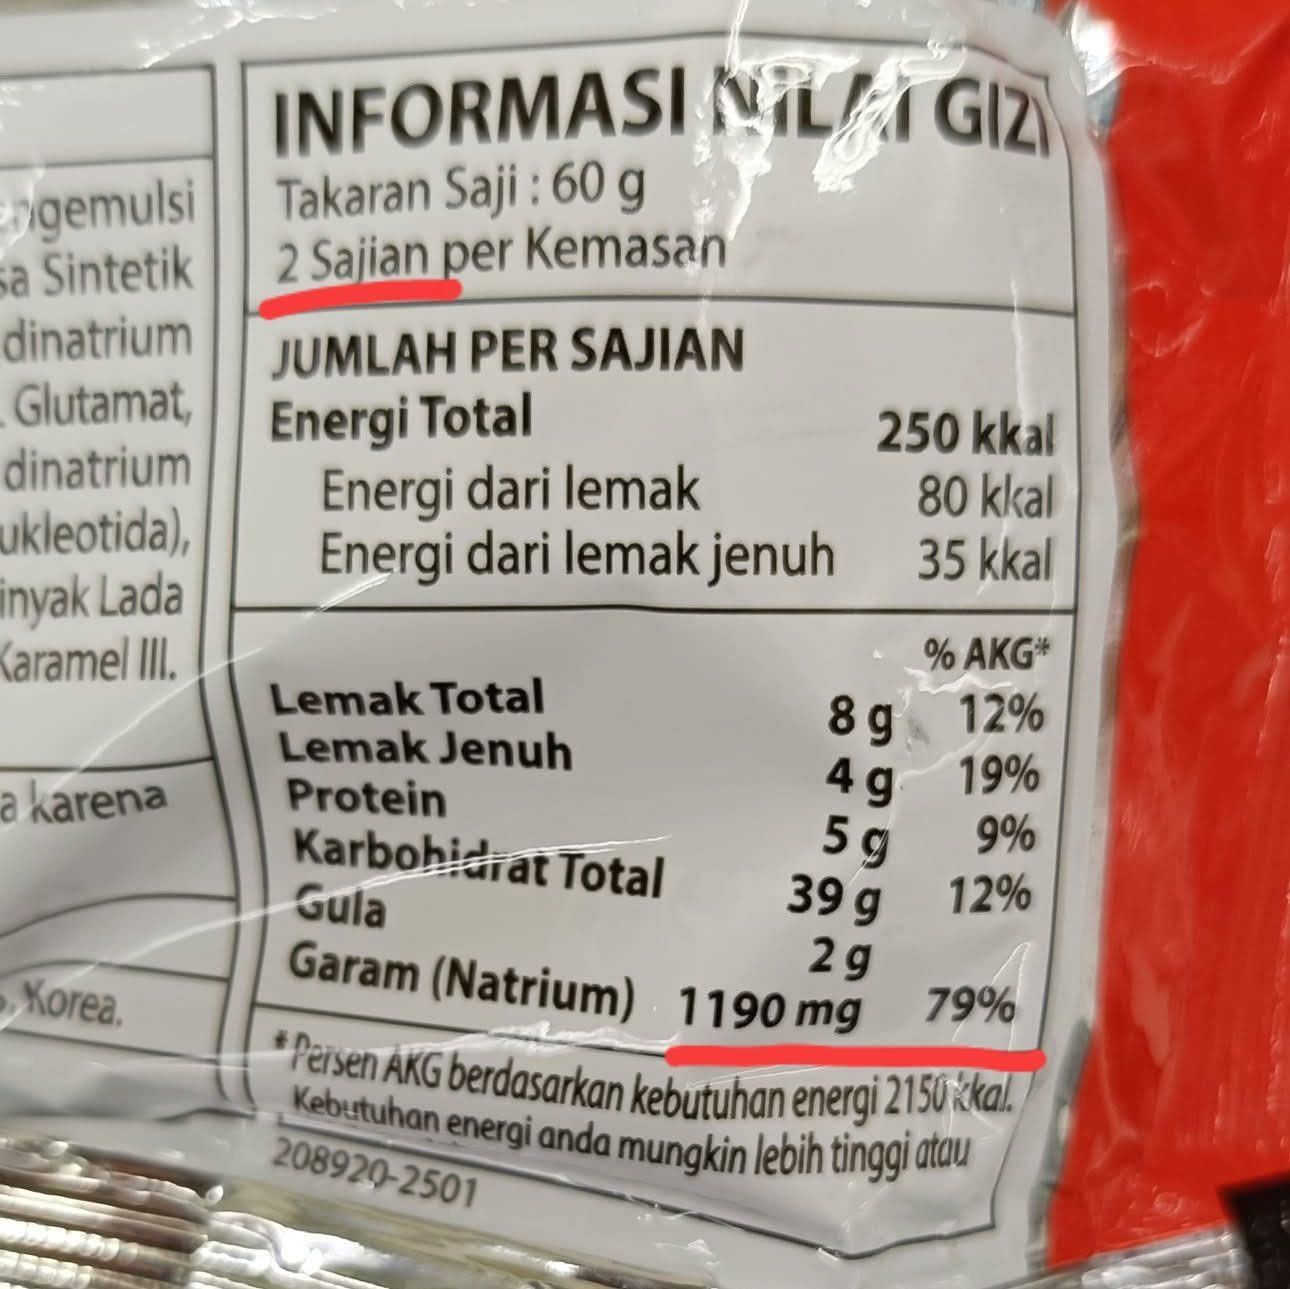 ngemulsi
sa Sintetik
dinatrium
Glutamat,
dinatrium
ukleotida),
inyak Lada
Karamel III.
a karena
Korea.
INFORMASI NILAI GIZI
Takaran Saji : 60 g
2 Sajian per Kemasan
JUMLAH PER SAJIAN
Energi Total 250 kkal
Energi dari lemak 80 kkal
Energi dari lemak jenuh 35 kkal
% AKG*
Lemak Total 8 g 12%
Lemak Jenuh 4 g 19%
Protein 5 g 9%
Karbohidrat Total 39 g 12%
Gula 2 g
Garam (Natrium) 1190 mg 79%
*Persen AKG berdasarkan kebutuhan energi 2150 kkal.
Kebutuhan energi anda mungkin lebih tinggi atau
208920-2501